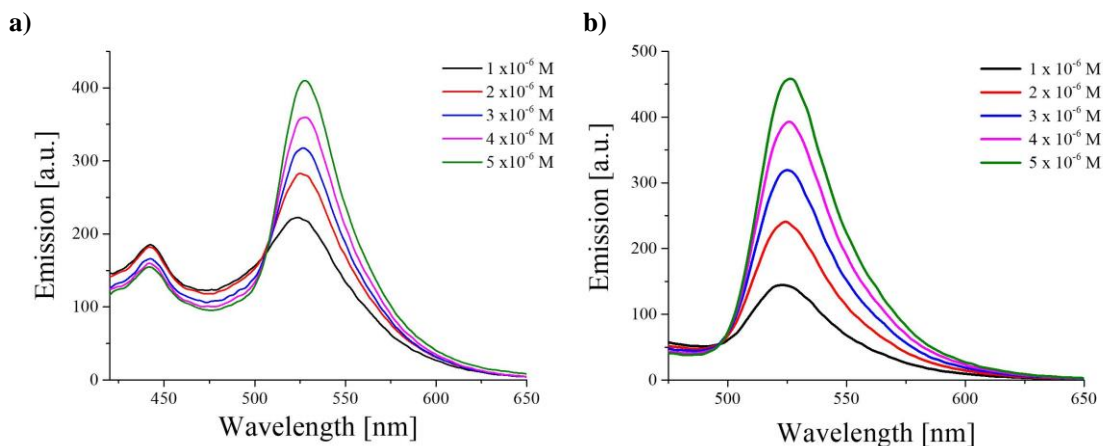 a)
400
300
200
100
0
450
500
550
600
650
Emission [a.u.]
Wavelength [nm]
1 x10⁻⁶ M
2 x10⁻⁶ M
3 x10⁻⁶ M
4 x10⁻⁶ M
5 x10⁻⁶ M
b)
500
400
300
200
100
0
500
550
600
650
Emission [a.u.]
Wavelength [nm]
1 x 10⁻⁶ M
2 x 10⁻⁶ M
3 x 10⁻⁶ M
4 x 10⁻⁶ M
5 x 10⁻⁶ M